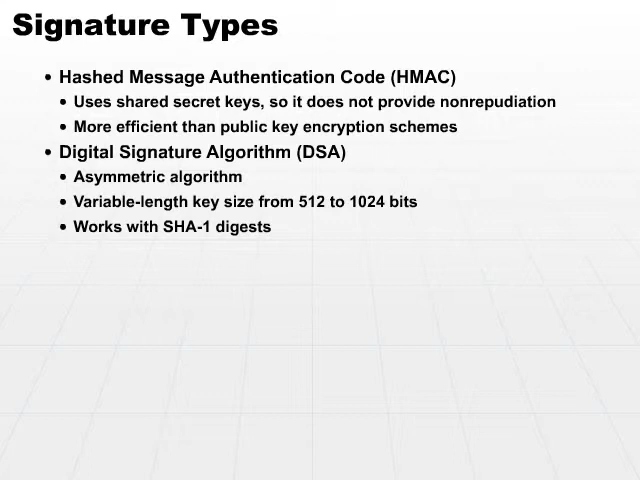 Signature Types
• Hashed Message Authentication Code (HMAC)
• Uses shared secret keys, so it does not provide nonrepudiation
• More efficient than public key encryption schemes
• Digital Signature Algorithm (DSA)
• Asymmetric algorithm
• Variable-length key size from 512 to 1024 bits
• Works with SHA-1 digests